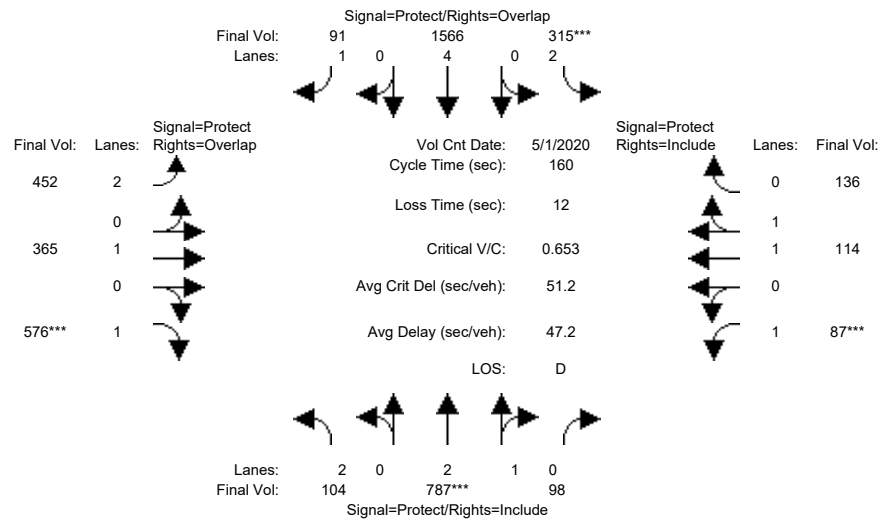 Signal=Protect/Rights=Overlap
Final Vol: 91 1566 315***
Lanes: 1 0 4 0 2
Signal=Protect Signal=Protect
Final Vol: Lanes: Rights=Overlap Vol Cnt Date: 5/1/2020 Rights=Include Lanes: Final Vol:
Cycle Time (sec): 160
452 2 0 136
Loss Time (sec): 12
0 1
365 1 Critical V/C: 0.653 1 114
0 Avg Crit Del (sec/veh): 51.2 0
576*** 1 Avg Delay (sec/veh): 47.2 1 87***
LOS: D
Lanes: 2 0 2 1 0
Final Vol: 104 787*** 98
Signal=Protect/Rights=Include